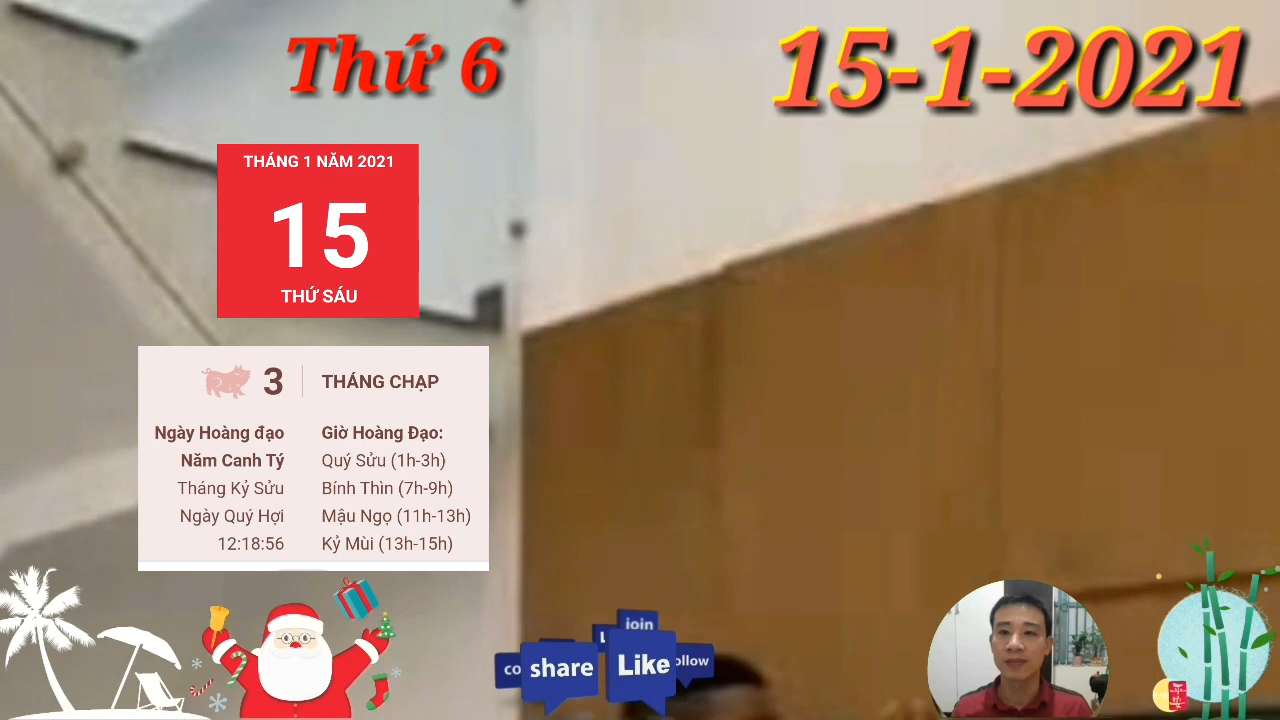 Thứ 6
15-1-2021
THÁNG 1 NĂM 2021
15
THỨ SÁU
3
THÁNG CHẠP
Ngày Hoàng đạo
Năm Canh Tý
Tháng Kỷ Sửu
Ngày Quý Hợi
12:18:56
Giờ Hoàng Đạo:
Quý Sửu (1h-3h)
Bính Thìn (7h-9h)
Mậu Ngọ (11h-13h)
Kỷ Mùi (13h-15h)
join
share
Like
ollow
co
L